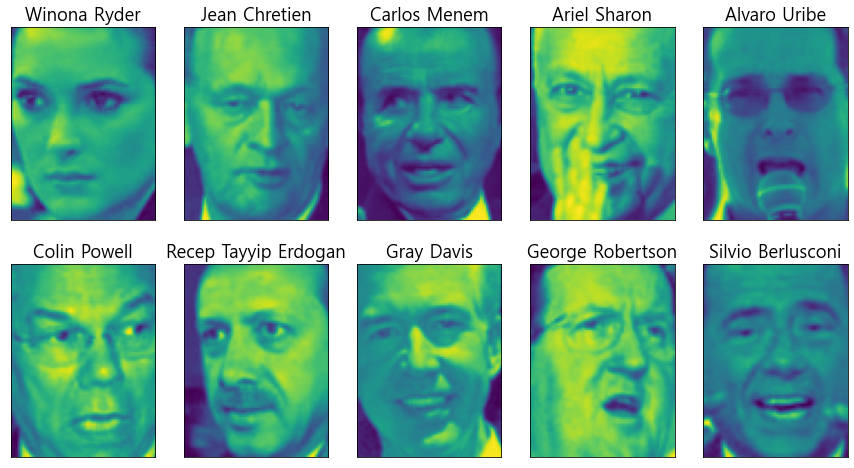 Winona Ryder
Jean Chretien
Carlos Menem
Ariel Sharon
Alvaro Uribe
Colin Powell
Recep Tayyip Erdogan
Gray Davis
George Robertson
Silvio Berlusconi